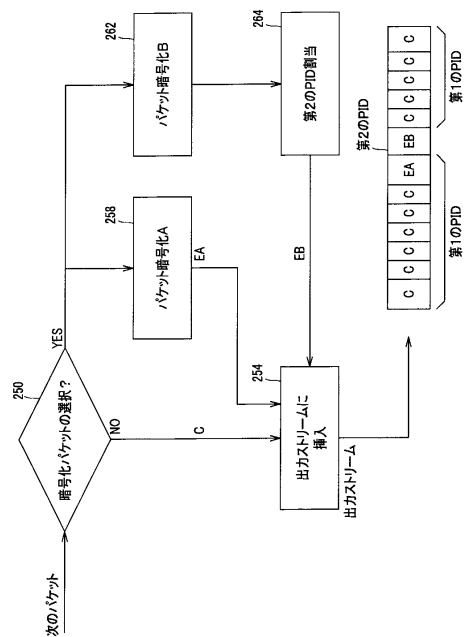 次のパケット
250
暗号化パケットの選択?
YES
NO
C
258
パケット暗号化A
EA
262
パケット暗号化B
264
第2のPID割当
EB
254
出力ストリームに
挿入
出力ストリーム
第2のPID
C C C C C C EA EB C C C C C
第1のPID
第1のPID